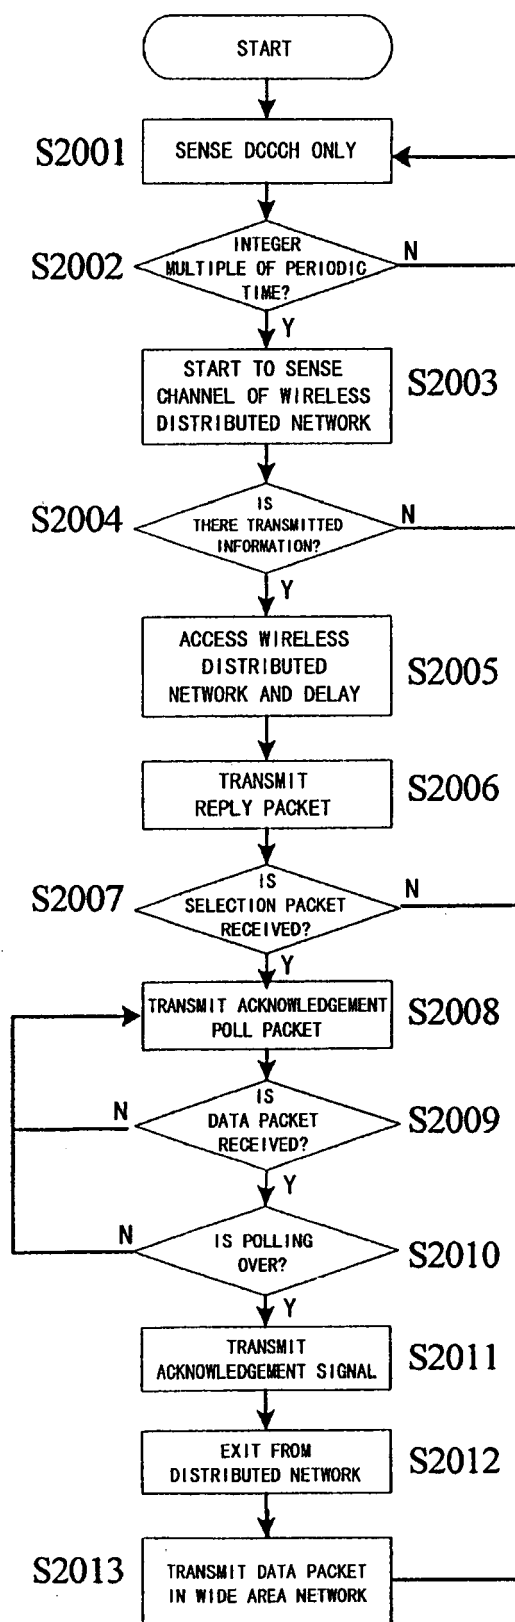 START
S2001
SENSE DCCCH ONLY
S2002
INTEGER
MULTIPLE OF PERIODIC
TIME?
N
Y
START TO SENSE
CHANNEL OF WIRELESS
DISTRIBUTED NETWORK
S2003
S2004
IS
THERE TRANSMITTED
INFORMATION?
N
Y
ACCESS WIRELESS
DISTRIBUTED
NETWORK AND DELAY
S2005
TRANSMIT
REPLY PACKET
S2006
S2007
IS
SELECTION PACKET
RECEIVED?
N
Y
TRANSMIT ACKNOWLEDGEMENT
POLL PACKET
S2008
IS
DATA PACKET
RECEIVED?
S2009
N
Y
IS POLLING
OVER?
S2010
N
Y
TRANSMIT
ACKNOWLEDGEMENT SIGNAL
S2011
EXIT FROM
DISTRIBUTED NETWORK
S2012
S2013
TRANSMIT DATA PACKET
IN WIDE AREA NETWORK